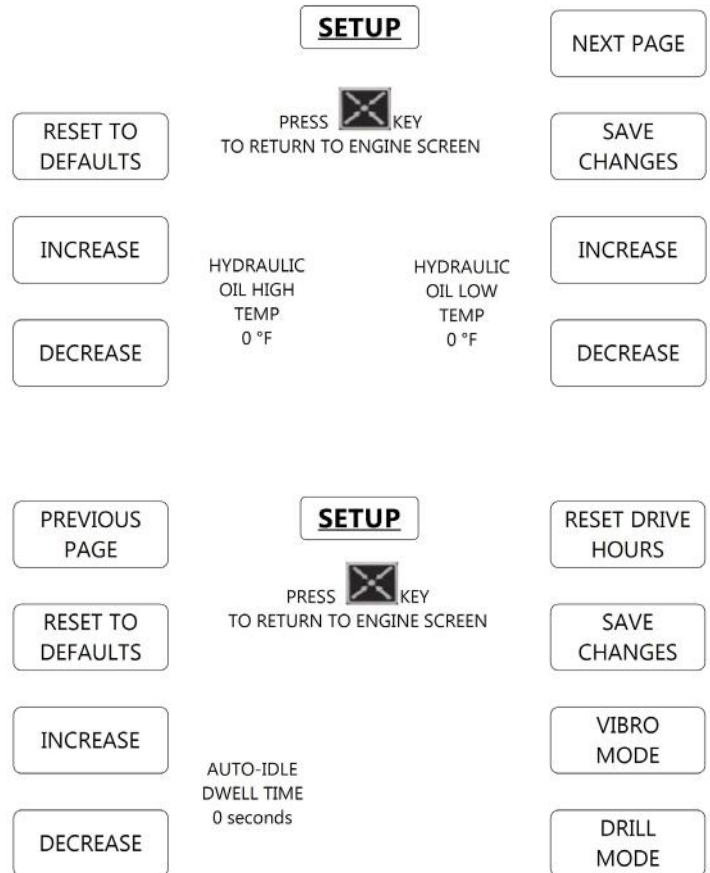 SETUP
NEXT PAGE
PRESS KEY
TO RETURN TO ENGINE SCREEN
RESET TO
DEFAULTS
SAVE
CHANGES
INCREASE
HYDRAULIC
OIL HIGH
TEMP
0 °F
HYDRAULIC
OIL LOW
TEMP
0 °F
INCREASE
DECREASE
DECREASE
PREVIOUS
PAGE
SETUP
RESET DRIVE
HOURS
PRESS KEY
TO RETURN TO ENGINE SCREEN
RESET TO
DEFAULTS
SAVE
CHANGES
INCREASE
VIBRO
MODE
AUTO-IDLE
DWELL TIME
0 seconds
DECREASE
DRILL
MODE